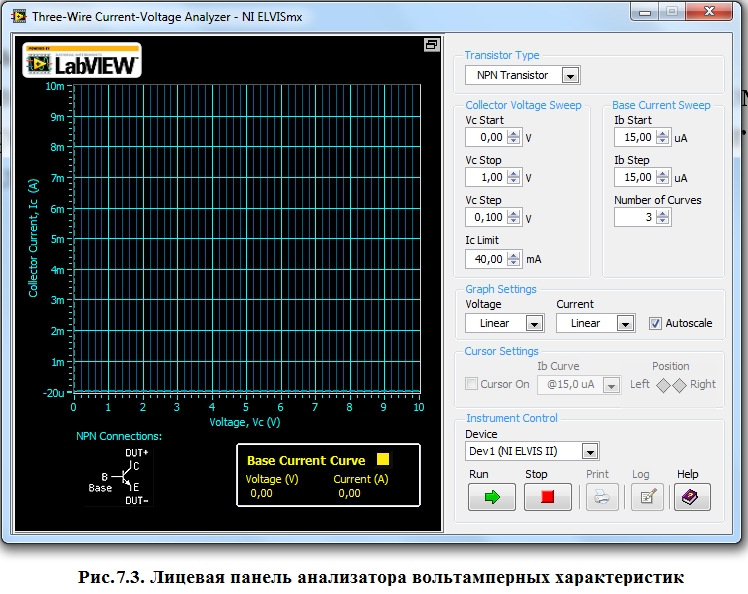 Three-Wire Current-Voltage Analyzer - NI ELVISmx
LabVIEW™
10m
9m
8m
7m
6m
5m
4m
3m
2m
1m
-20u
Collector Current, Ic (A)
0 1 2 3 4 5 6 7 8 9 10
Voltage, Vc (V)
NPN Connections:
DUT+
C
B
Base
E
DUT-
Base Current Curve
Voltage (V) Current (A)
0,00 0,00
Transistor Type
NPN Transistor
Collector Voltage Sweep
Vc Start
0,00 V
Vc Stop
1,00 V
Vc Step
0,100 V
Ic Limit
40,00 mA
Base Current Sweep
Ib Start
15,00 uA
Ib Step
15,00 uA
Number of Curves
3
Graph Settings
Voltage Current
Linear Linear Autoscale
Cursor Settings
Ib Curve Position
Cursor On @15,0 uA Left Right
Instrument Control
Device
Dev1 (NI ELVIS II)
Run Stop Print Log Help
Рис.7.3. Лицевая панель анализатора вольтамперных характеристик